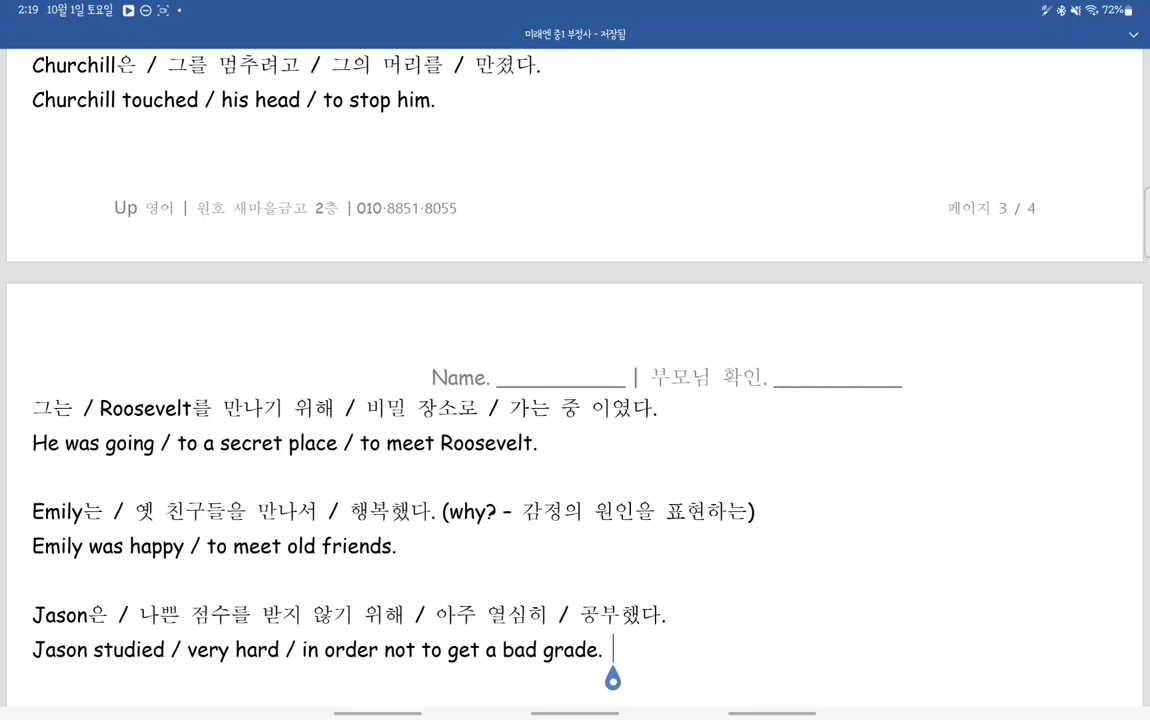 2:19 10월 1일 토요일
72%
미래엔 중1 부정사 - 저장됨
Churchill은 / 그를 멈추려고 / 그의 머리를 / 만졌다.
Churchill touched / his head / to stop him.
Up 영어 | 원호 새마을금고 2층 | 010·8851·8055 페이지 3 / 4
Name. ___________ | 부모님 확인. ___________
그는 / Roosevelt를 만나기 위해 / 비밀 장소로 / 가는 중 이였다.
He was going / to a secret place / to meet Roosevelt.
Emily는 / 옛 친구들을 만나서 / 행복했다. (why? - 감정의 원인을 표현하는)
Emily was happy / to meet old friends.
Jason은 / 나쁜 점수를 받지 않기 위해 / 아주 열심히 / 공부했다.
Jason studied / very hard / in order not to get a bad grade.